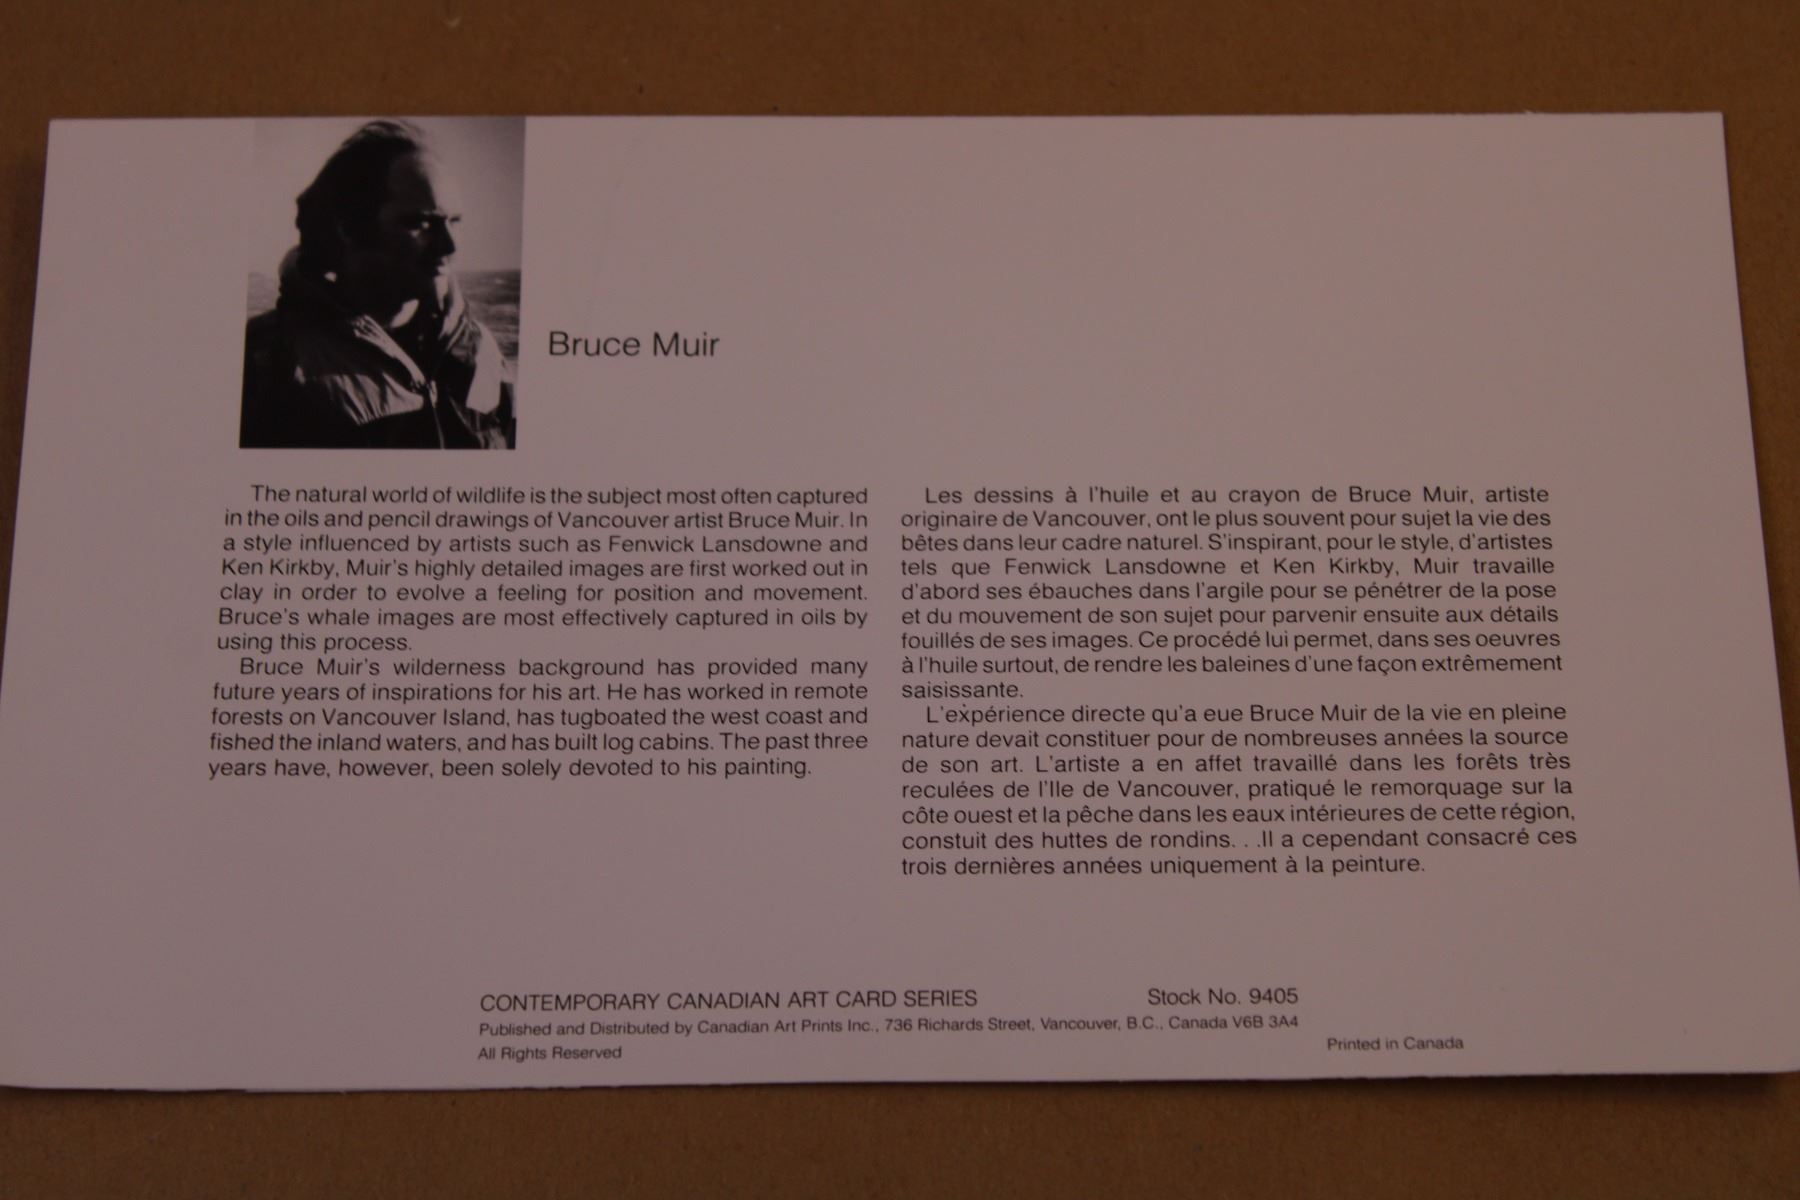 Bruce Muir
The natural world of wildlife is the subject most often captured
in the oils and pencil drawings of Vancouver artist Bruce Muir. In
a style influenced by artists such as Fenwick Lansdowne and
Ken Kirkby, Muir's highly detailed images are first worked out in
clay in order to evolve a feeling for position and movement.
Bruce's whale images are most effectively captured in oils by
using this process.
Bruce Muir's wilderness background has provided many
future years of inspirations for his art. He has worked in remote
forests on Vancouver Island, has tugboated the west coast and
fished the inland waters, and has built log cabins. The past three
years have, however, been solely devoted to his painting.
Les dessins à l'huile et au crayon de Bruce Muir, artiste
originaire de Vancouver, ont le plus souvent pour sujet la vie des
bêtes dans leur cadre naturel. S'inspirant, pour le style, d'artistes
tels que Fenwick Lansdowne et Ken Kirkby, Muir travaille
d'abord ses ébauches dans l'argile pour se pénétrer de la pose
et du mouvement de son sujet pour parvenir ensuite aux détails
fouillés de ses images. Ce procédé lui permet, dans ses oeuvres
à l'huile surtout, de rendre les baleines d'une façon extrêmement
saisissante.
L'expérience directe qu'a eue Bruce Muir de la vie en pleine
nature devait constituer pour de nombreuses années la source
de son art. L'artiste a en affet travaillé dans les forêts très
reculées de l'Ile de Vancouver, pratiqué le remorquage sur la
côte ouest et la pêche dans les eaux intérieures de cette région,
constuit des huttes de rondins. . .Il a cependant consacré ces
trois dernières années uniquement à la peinture.
CONTEMPORARY CANADIAN ART CARD SERIES Stock No. 9405
Published and Distributed by Canadian Art Prints Inc., 736 Richards Street, Vancouver, B.C., Canada V6B 3A4
All Rights Reserved Printed in Canada